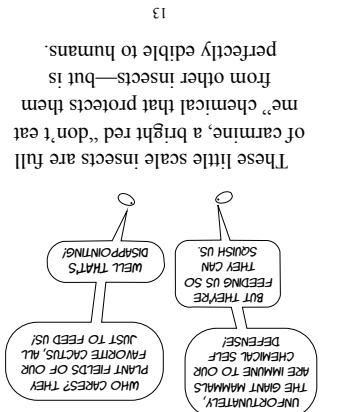 UNFORTUNATELY,
THE GIANT MAMMALS
ARE IMMUNE TO OUR
CHEMICAL SELF
DEFENSE!
WHO CARES? THEY
PLANT FIELDS OF OUR
FAVORITE CACTUS, ALL
JUST TO FEED US!
BUT THEY'RE
FEEDING US SO
THEY CAN
SQUISH US.
WELL THAT'S
DISAPPOINTING!
These little scale insects are full
of carmine, a bright red “don't eat
me” chemical that protects them
from other insects—but is
perfectly edible to humans.
13